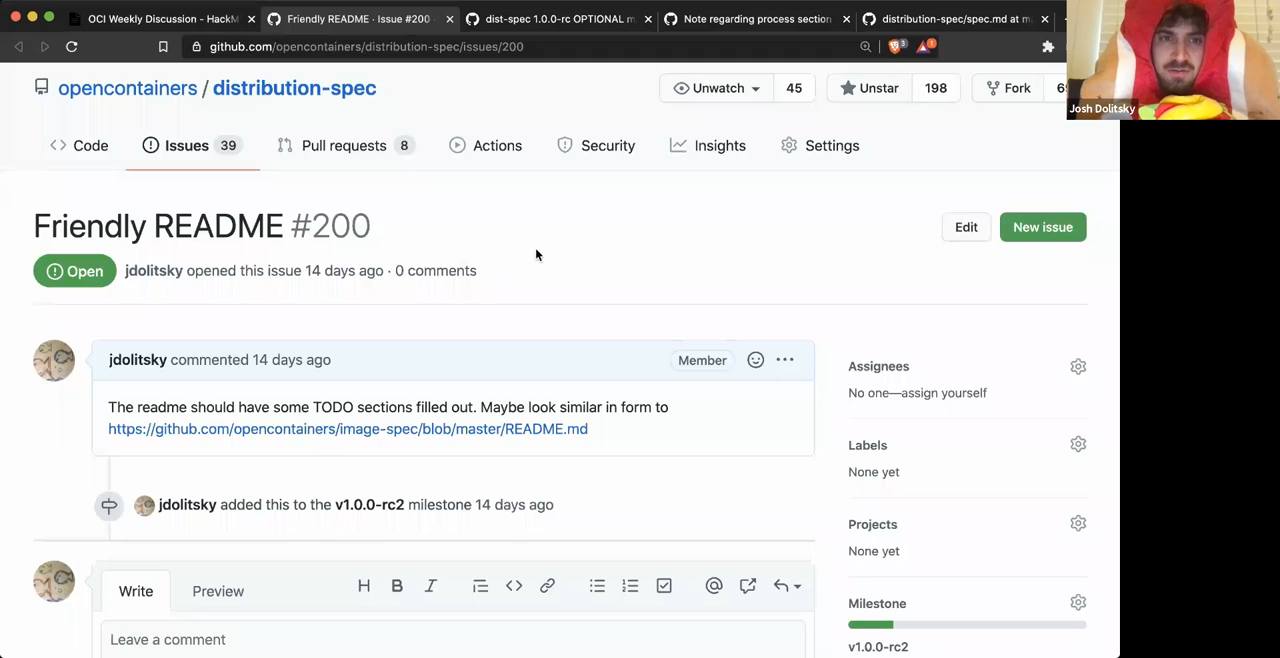 OCI Weekly Discussion - HackM
Friendly README · Issue #200
dist-spec 1.0.0-rc OPTIONAL m
Note regarding process section
distribution-spec/spec.md at m
github.com/opencontainers/distribution-spec/issues/200
3
1
Josh Dolitsky
opencontainers / distribution-spec
Unwatch 45
Unstar 198
Fork
Code
Issues 39
Pull requests 8
Actions
Security
Insights
Settings
Friendly README #200
Edit
New issue
Open
jdolitsky opened this issue 14 days ago · 0 comments
jdolitsky commented 14 days ago
Member
The readme should have some TODO sections filled out. Maybe look similar in form to
https://github.com/opencontainers/image-spec/blob/master/README.md
jdolitsky added this to the v1.0.0-rc2 milestone 14 days ago
Write
Preview
H B I
Leave a comment
Assignees
No one—assign yourself
Labels
None yet
Projects
None yet
Milestone
v1.0.0-rc2